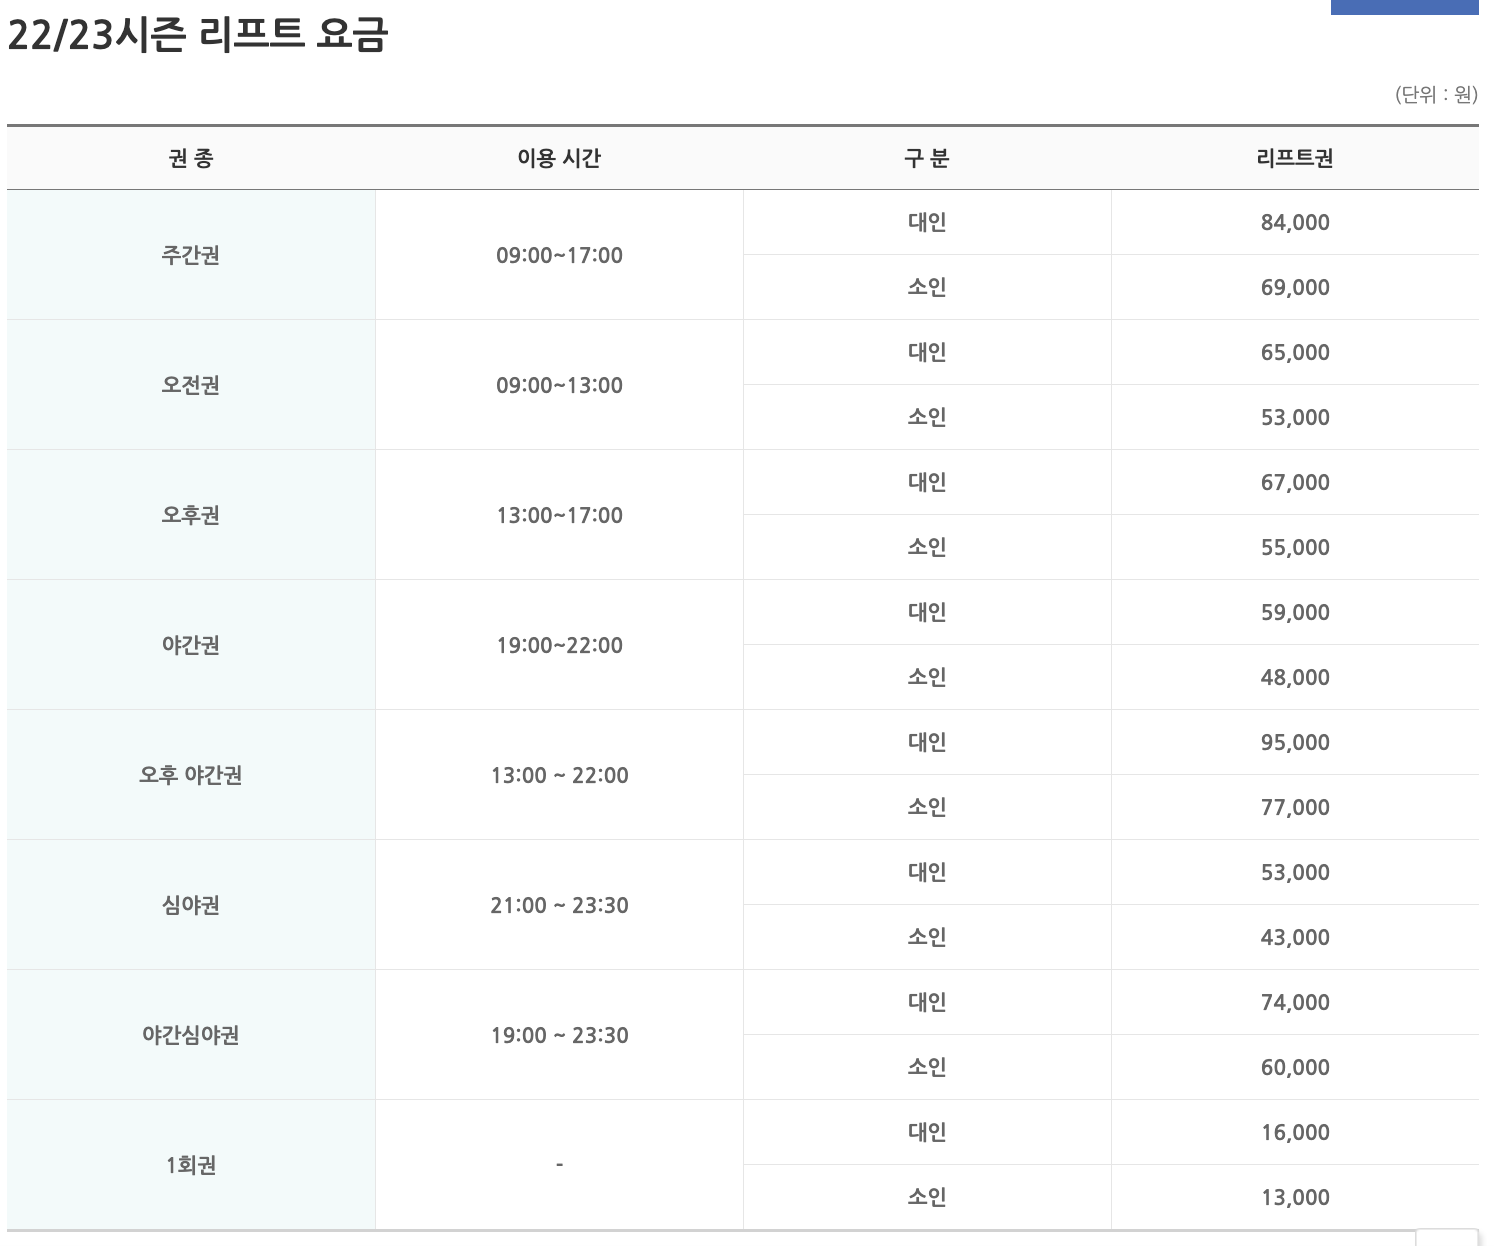 22/23시즌 리프트 요금
(단위 : 원)
권 종 이용 시간 구 분 리프트권
주간권 09:00~17:00 대인 84,000
소인 69,000
오전권 09:00~13:00 대인 65,000
소인 53,000
오후권 13:00~17:00 대인 67,000
소인 55,000
야간권 19:00~22:00 대인 59,000
소인 48,000
오후 야간권 13:00 ~ 22:00 대인 95,000
소인 77,000
심야권 21:00 ~ 23:30 대인 53,000
소인 43,000
야간심야권 19:00 ~ 23:30 대인 74,000
소인 60,000
1회권 - 대인 16,000
소인 13,000